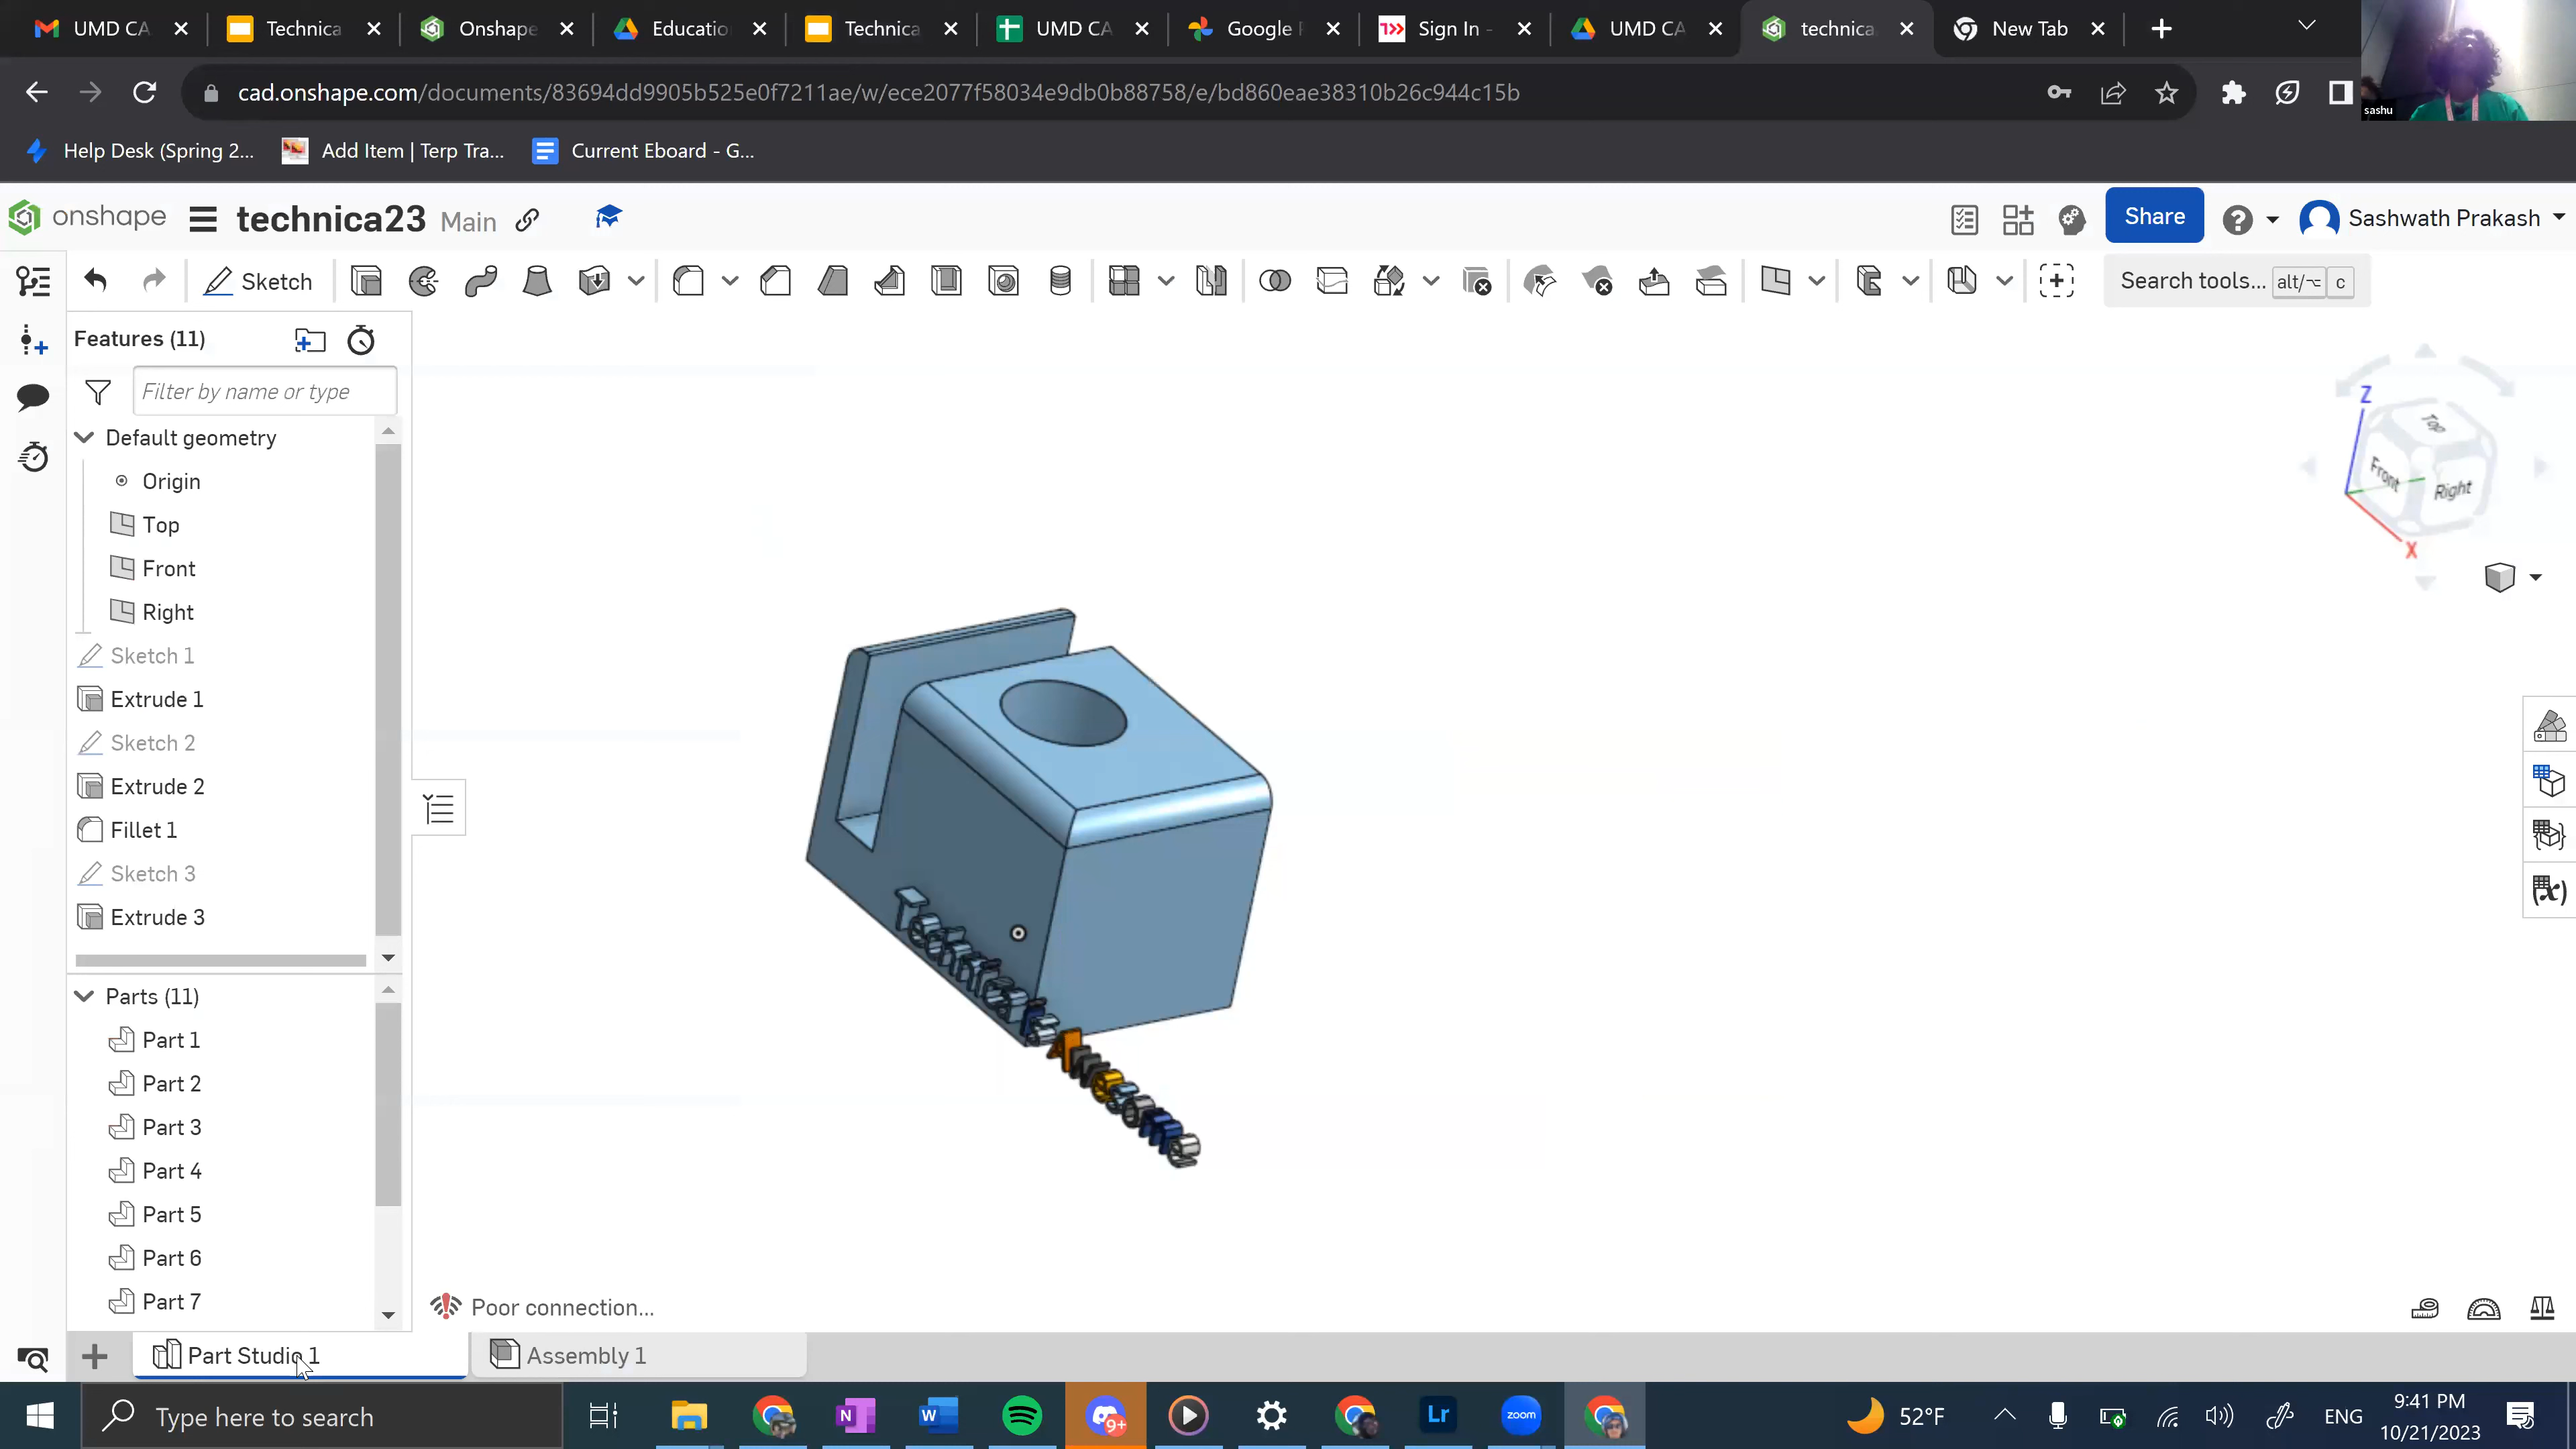 UMD CA
Technica
Onshape
Educatio
Technica
UMD CA
Google P
Sign In -
UMD CA
technica
New Tab
cad.onshape.com/documents/83694dd9905b525e0f7211ae/w/ece2077f58034e9db0b88758/e/bd860eae38310b26c944c15b
sashu
Help Desk (Spring 2...
Add Item | Terp Tra...
Current Eboard - G...
onshape
technica23 Main
Share
Sashwath Prakash
Sketch
Search tools... alt/⌥ c
Features (11)
Filter by name or type
Default geometry
Origin
Top
Front
Right
Sketch 1
Extrude 1
Sketch 2
Extrude 2
Fillet 1
Sketch 3
Extrude 3
Z
Top
Front
Right
X
Parts (11)
Part 1
Part 2
Part 3
Part 4
Part 5
Part 6
Part 7
Poor connection...
Part Studio 1
Assembly 1
Type here to search
N
W
9+
Lr
zoom
52°F
ENG
9:41 PM
10/21/2023